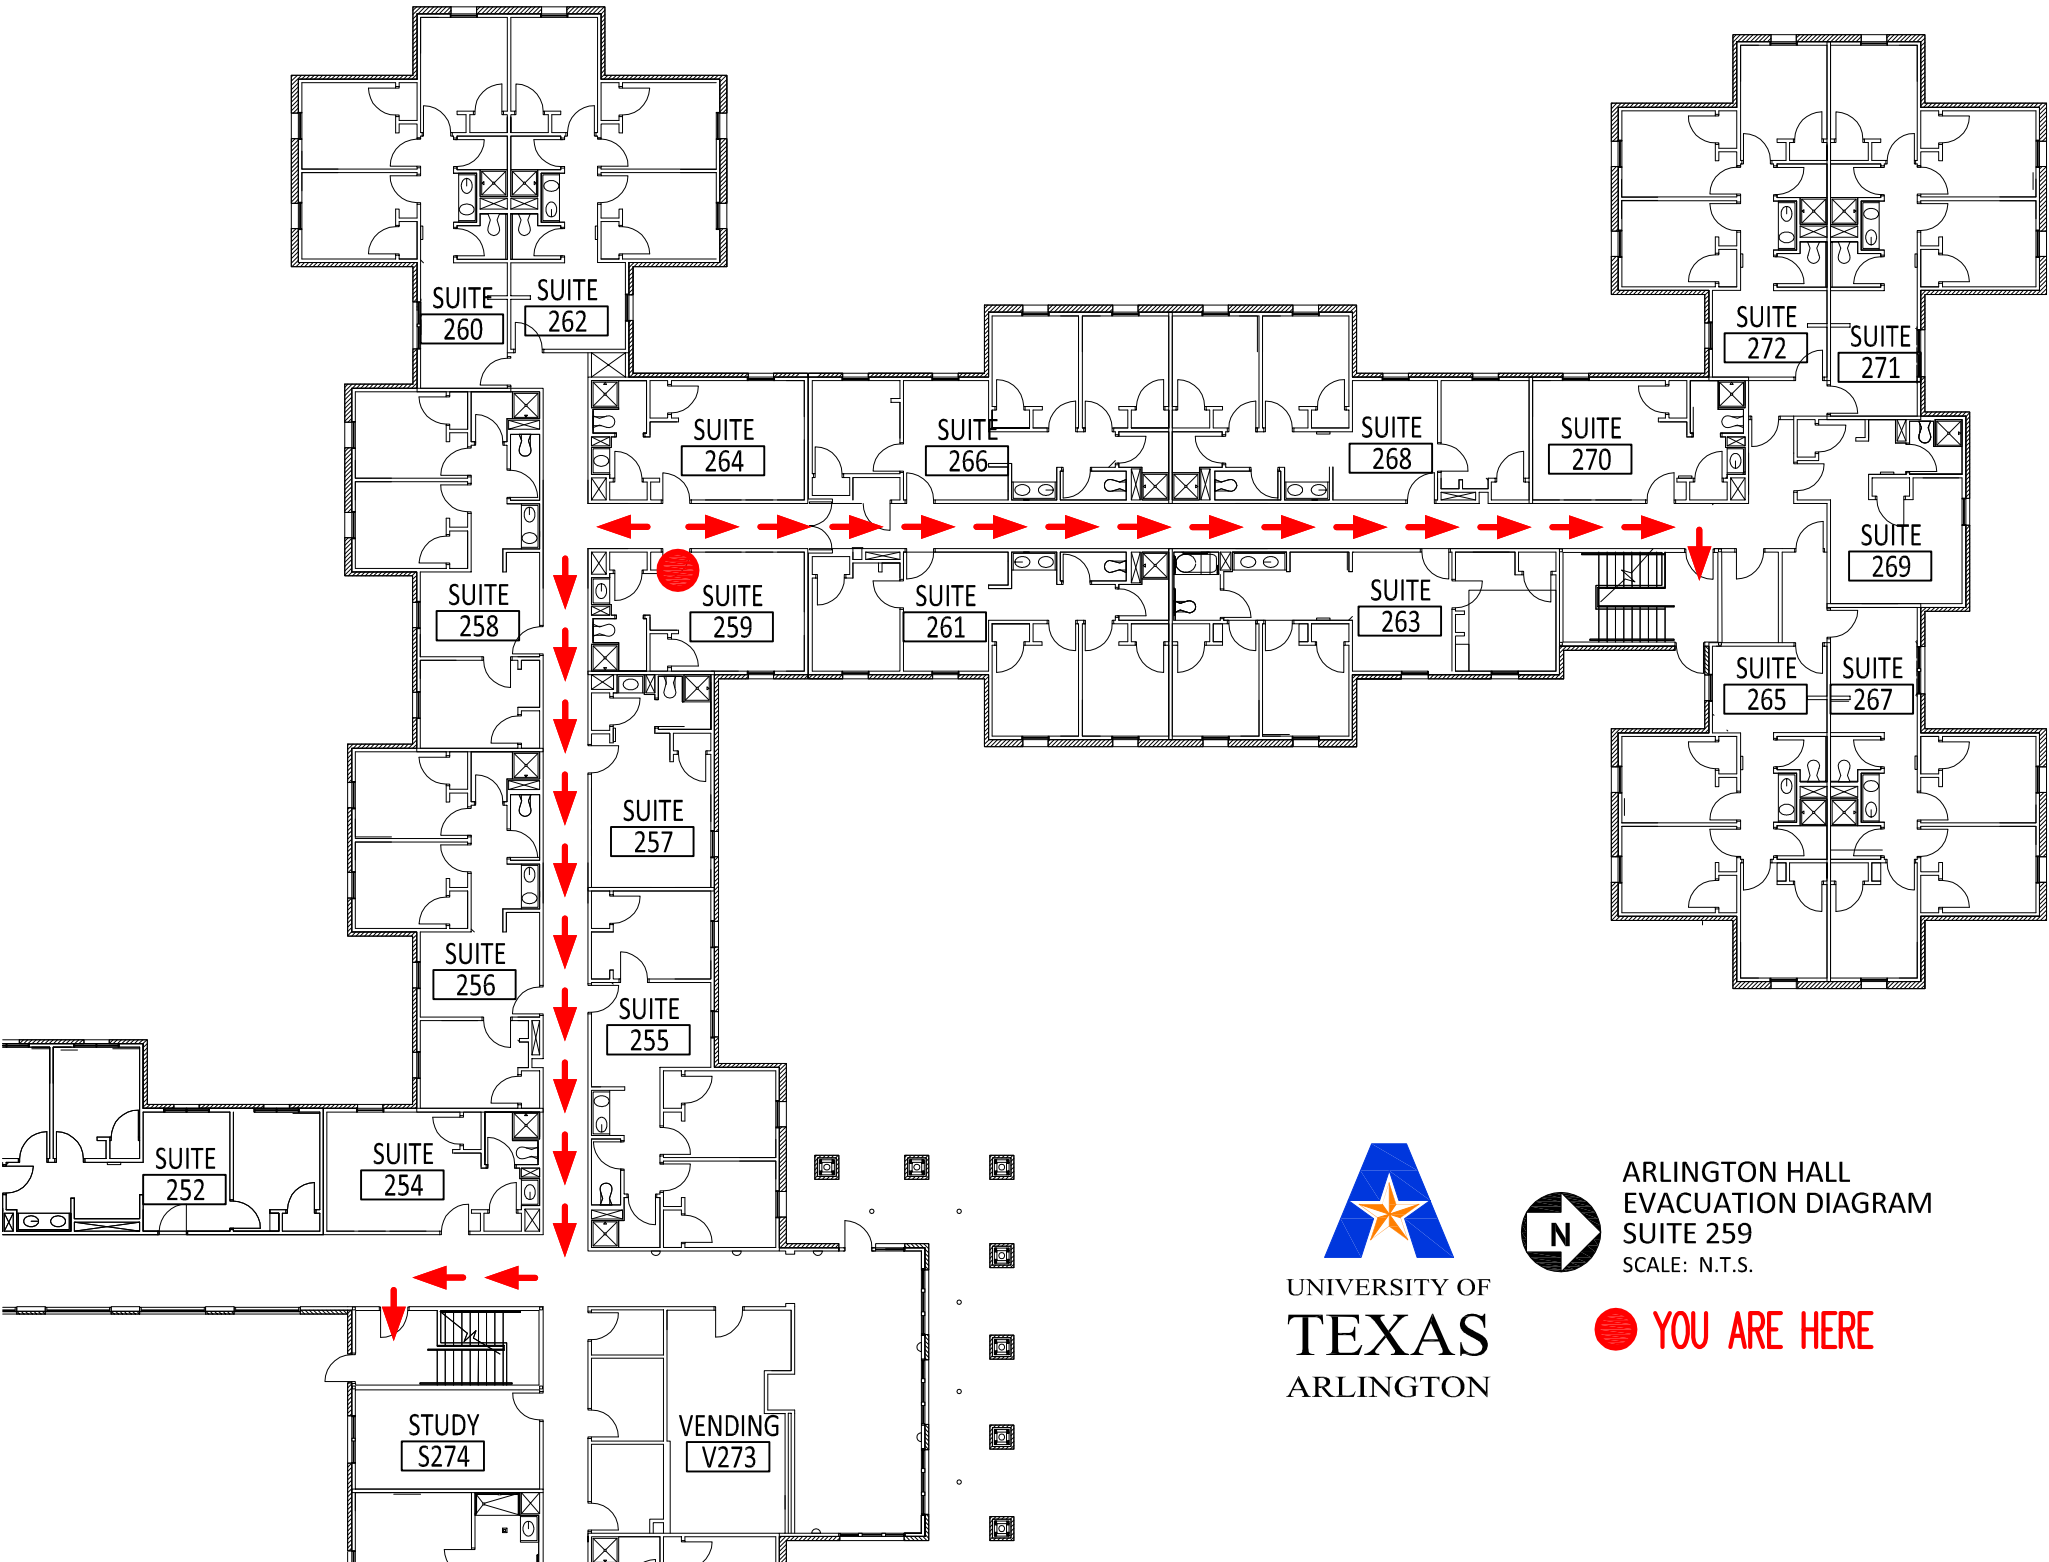 SUITE
260
SUITE
262
SUITE
272
SUITE
271
SUITE
264
SUITE
266
SUITE
268
SUITE
270
SUITE
269
SUITE
258
SUITE
259
SUITE
261
SUITE
263
SUITE
265
SUITE
267
SUITE
257
SUITE
256
SUITE
255
SUITE
252
SUITE
254
STUDY
S274
VENDING
V273
UNIVERSITY OF
TEXAS
ARLINGTON
N
ARLINGTON HALL
EVACUATION DIAGRAM
SUITE 259
SCALE: N.T.S.
YOU ARE HERE